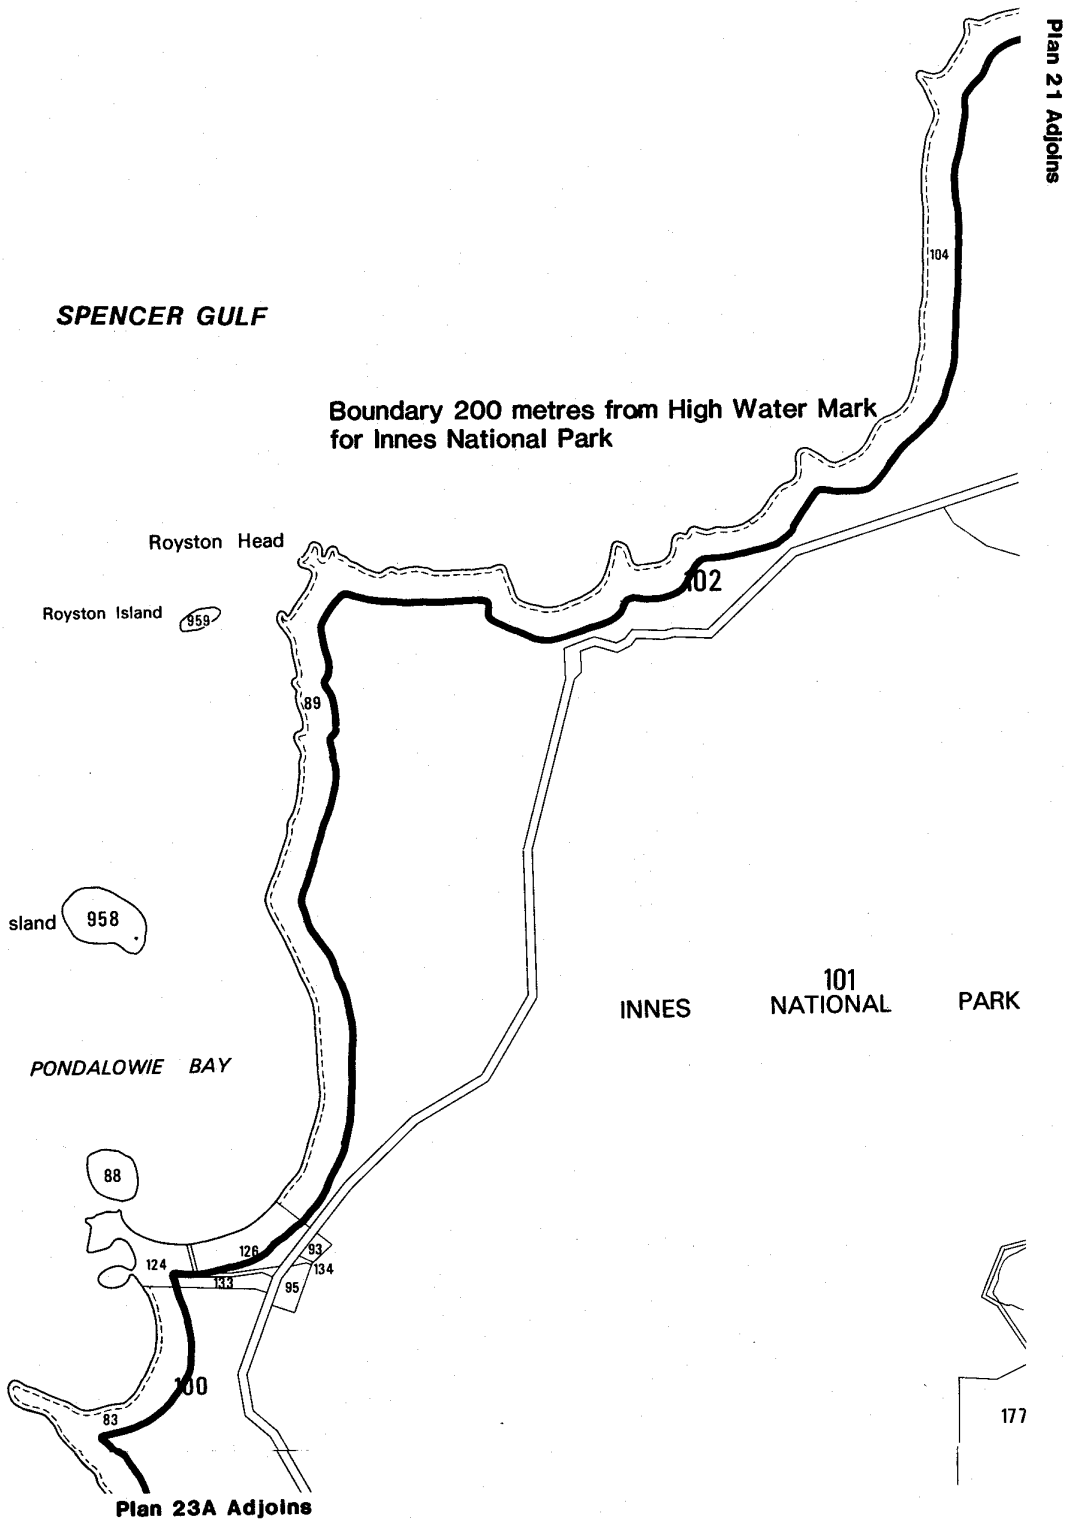 Plan 21 Adjoins
104
SPENCER GULF
Boundary 200 metres from High Water Mark
for Innes National Park
Royston Head
102
Royston Island
959
89
sland
958
101
INNES NATIONAL PARK
PONDALOWIE BAY
88
126
93
124
134
133
95
100
83
177
Plan 23A Adjoins